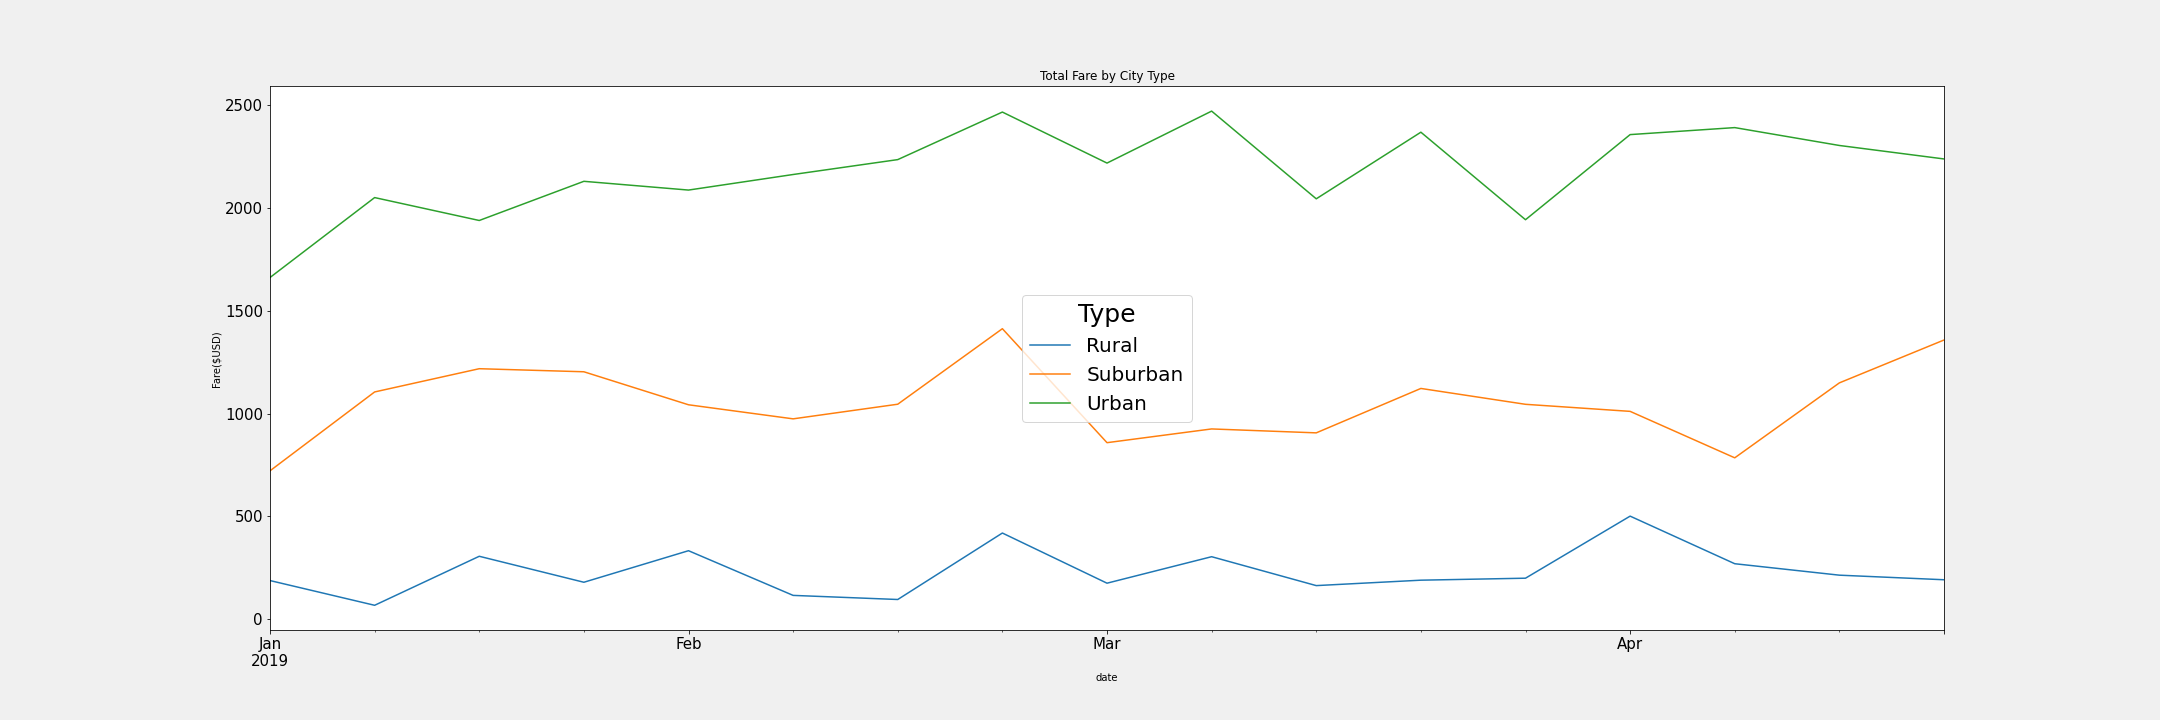 Total Fare by City Type
2500
2000
1500
1000
500
0
Fare($USD)
Type
Rural
Suburban
Urban
Jan Feb Mar Apr
2019
date